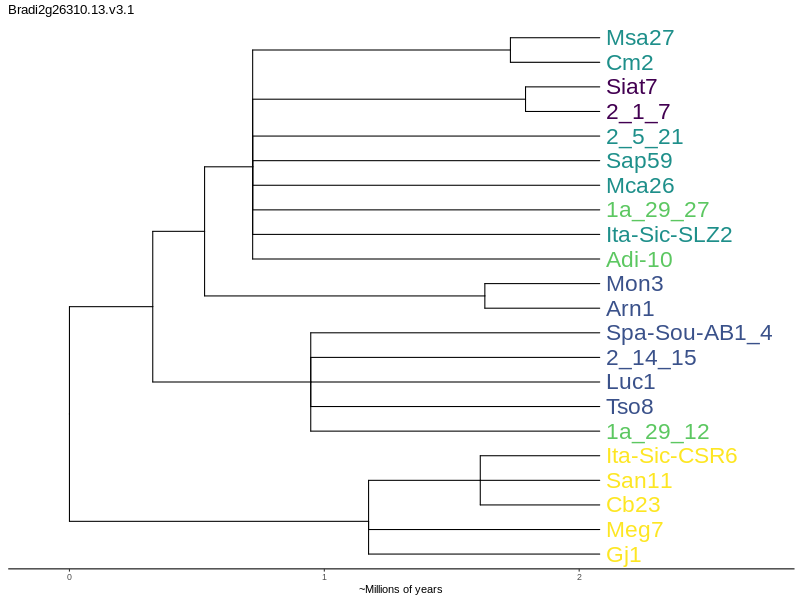 Bradi2g26310.13.v3.1
Msa27
Cm2
Siat7
2_1_7
2_5_21
Sap59
Mca26
1a_29_27
Ita-Sic-SLZ2
Adi-10
Mon3
Arn1
Spa-Sou-AB1_4
2_14_15
Luc1
Tso8
1a_29_12
Ita-Sic-CSR6
San11
Cb23
Meg7
Gj1
0 1 2
~Millions of years